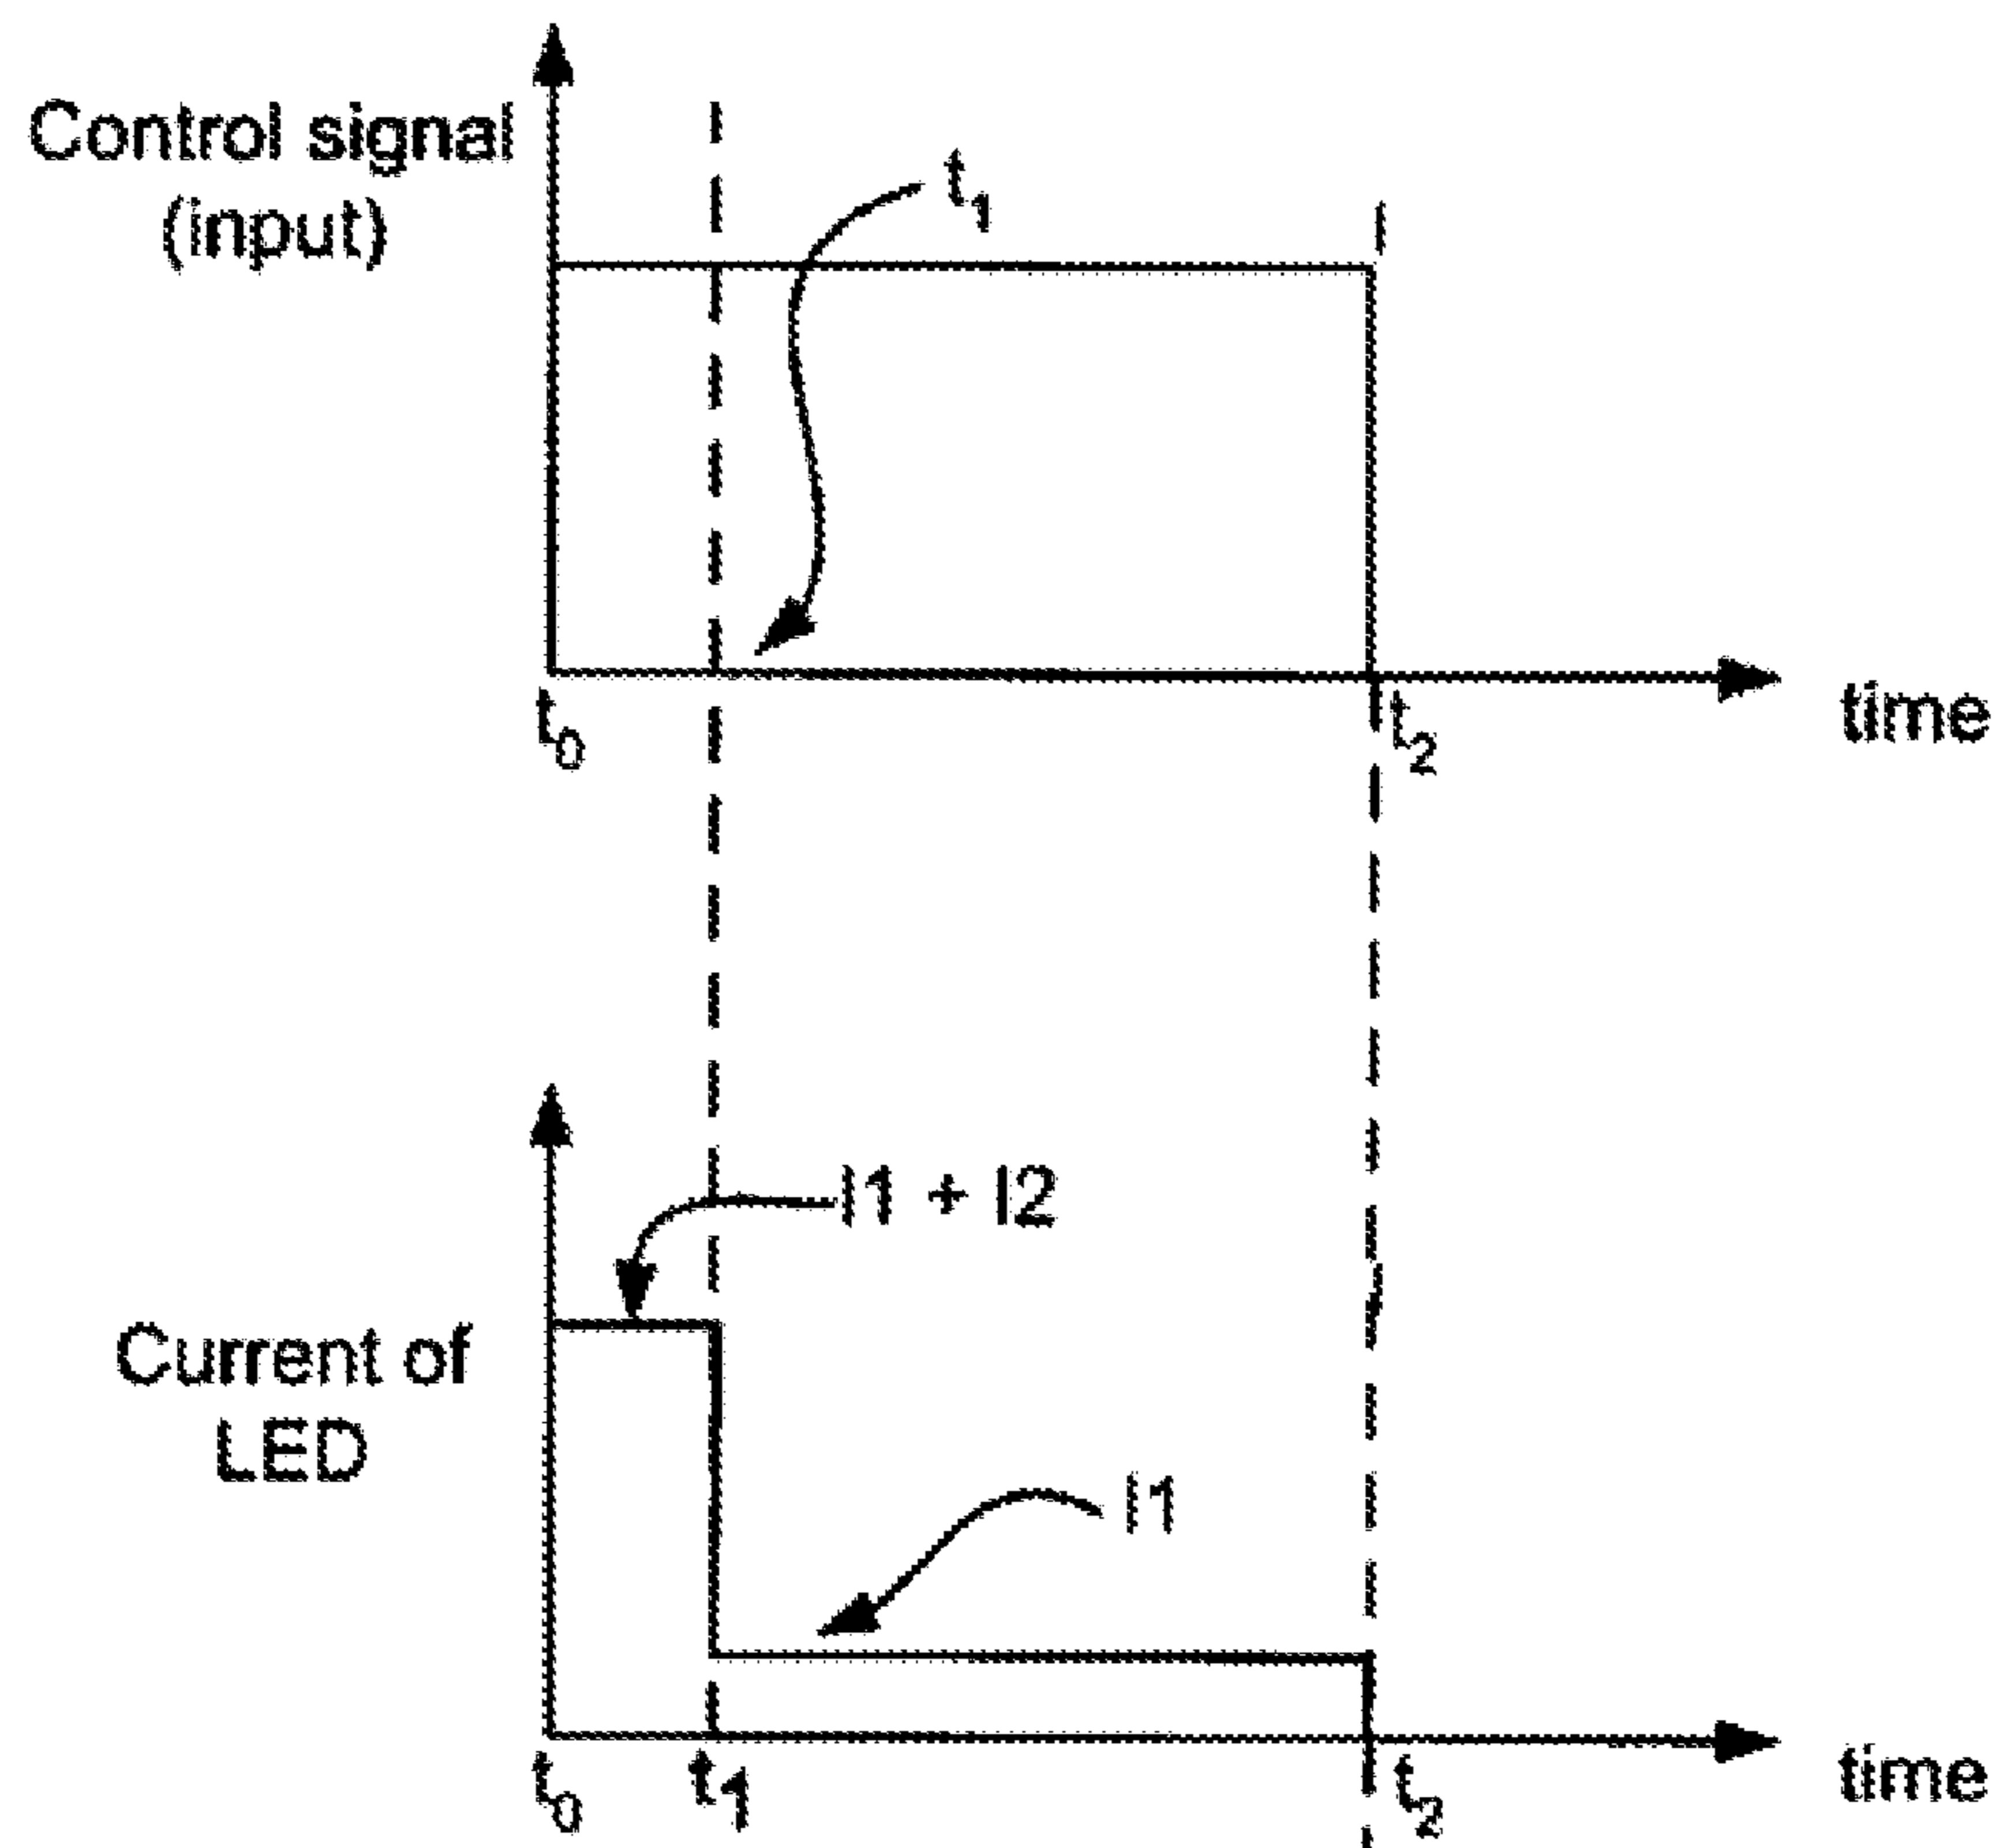 Control signal
(input)
t1
t0
t2
time
I1 + I2
Current of
LED
I1
t0
t1
t2
time